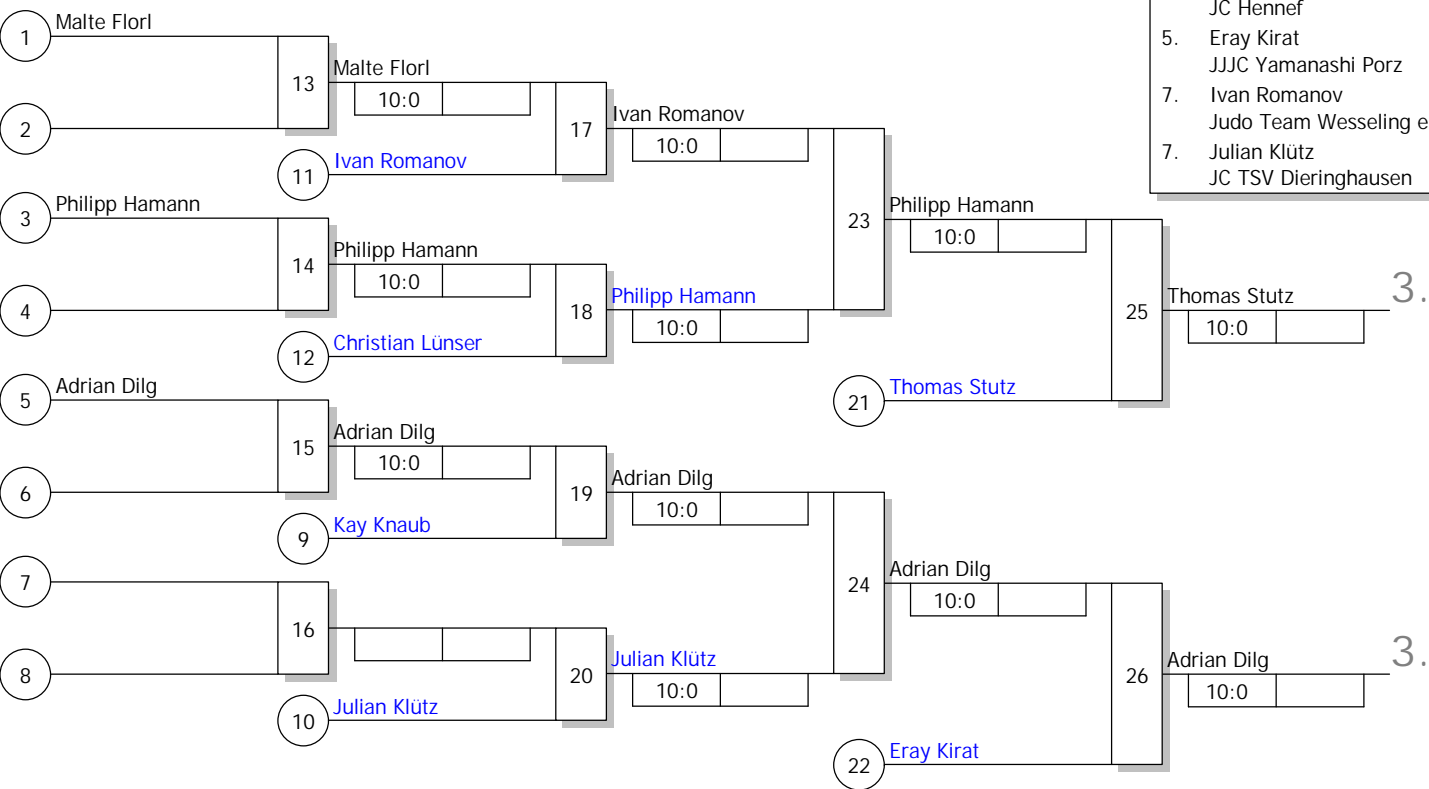 JC Hennef
5. Eray Kirat
JJJC Yamanashi Porz
7. Ivan Romanov
Judo Team Wesseling e
7. Julian Klütz
JC TSV Dieringhausen
1 Malte Florl
13 Malte Florl
10:0
2
17 Ivan Romanov
10:0
11 Ivan Romanov
3 Philipp Hamann
23 Philipp Hamann
10:0
14 Philipp Hamann
10:0
4
18 Philipp Hamann
10:0
12 Christian Lünser
25 Thomas Stutz 3.
10:0
21 Thomas Stutz
5 Adrian Dilg
15 Adrian Dilg
10:0
6
19 Adrian Dilg
10:0
9 Kay Knaub
7
24 Adrian Dilg
10:0
16
8
20 Julian Klütz
10:0
10 Julian Klütz
26 Adrian Dilg 3.
10:0
22 Eray Kirat